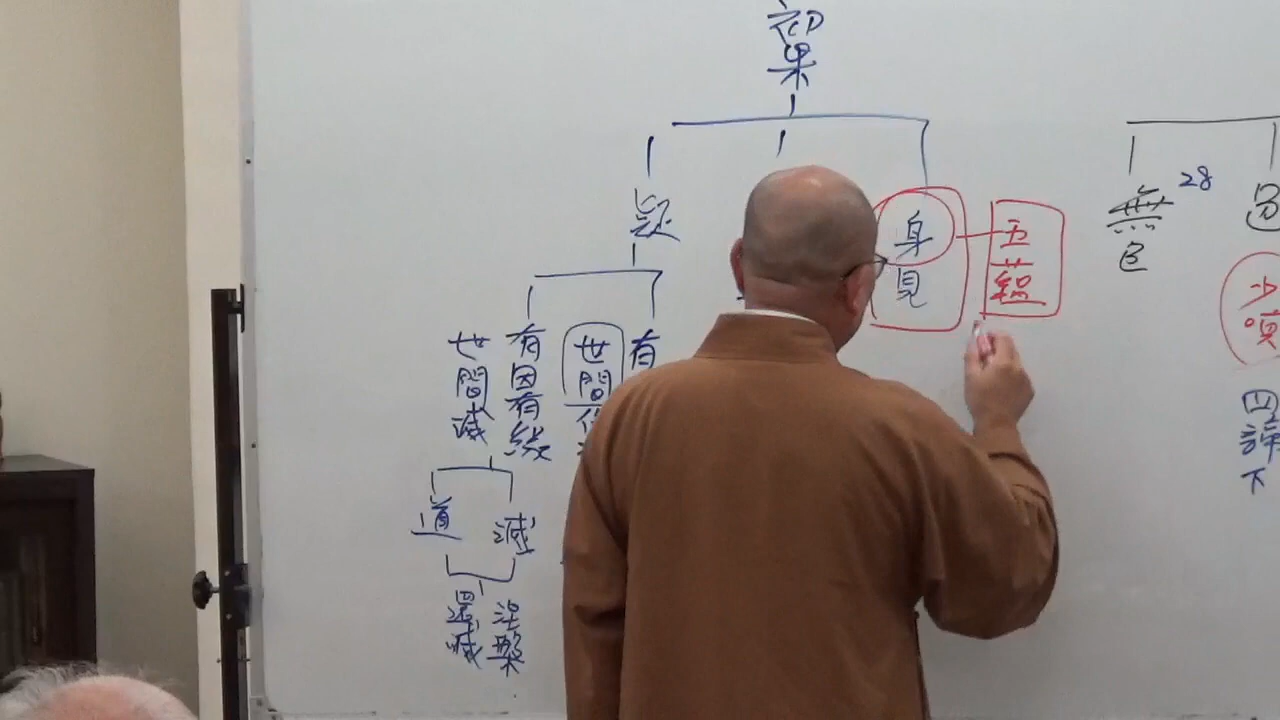 初果
疑
身見
五蘊
無色
28
四諦下
有
世間
有因有緣
世間滅
滅
道
涅槃
還滅